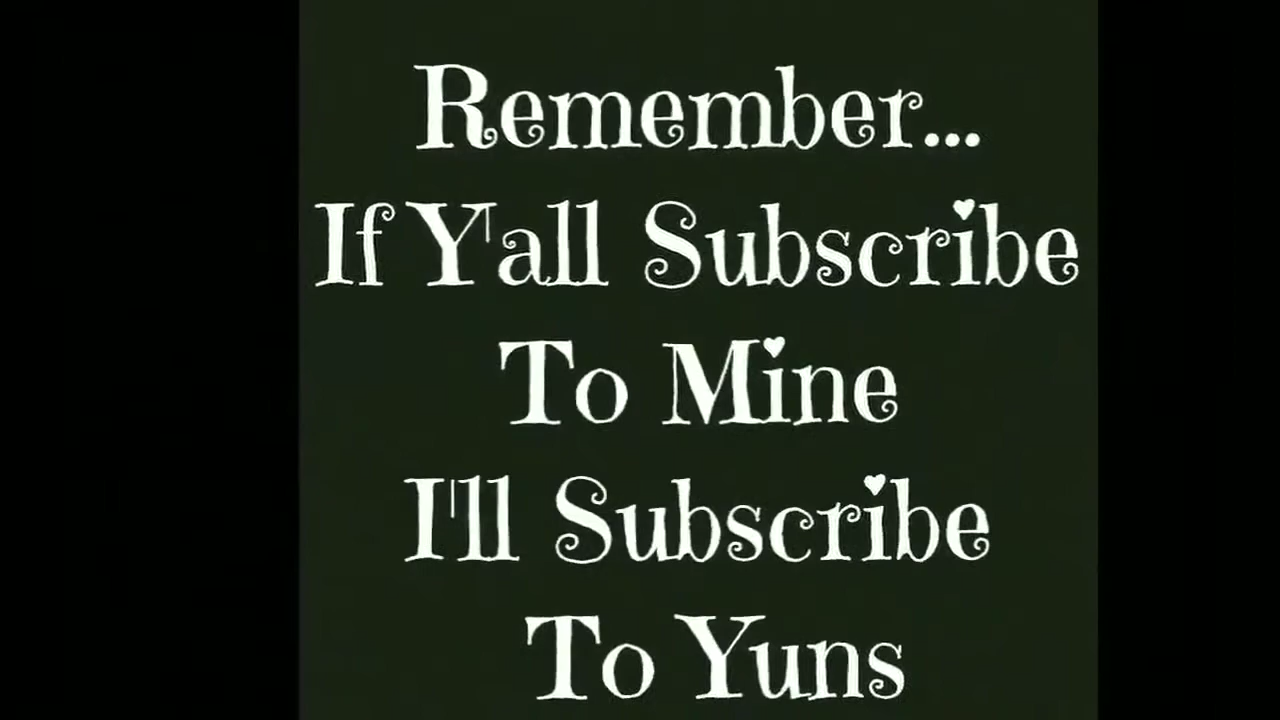 Remember...
If Y'all Subscribe
To Mine
I'll Subscribe
To Yuns